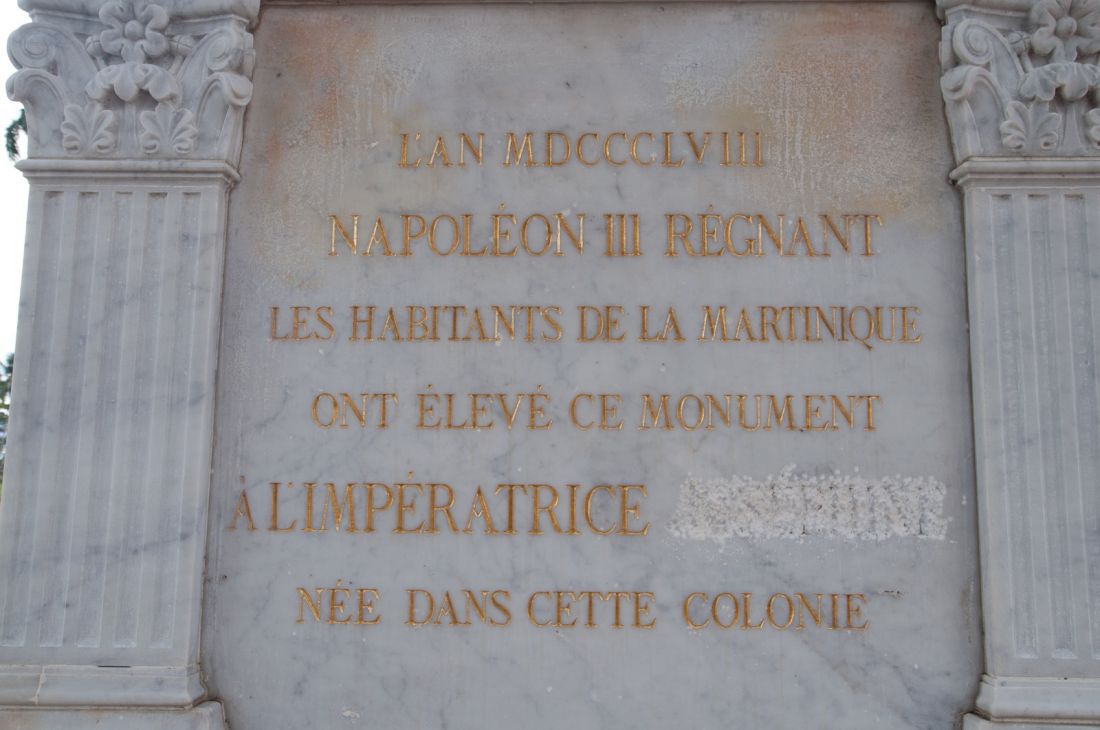 L'AN MDCCCLVIII
NAPOLÉON III RÉGNANT
LES HABITANTS DE LA MARTINIQUE
ONT ÉLEVÉ CE MONUMENT
À L'IMPÉRATRICE
NÉE DANS CETTE COLONIE